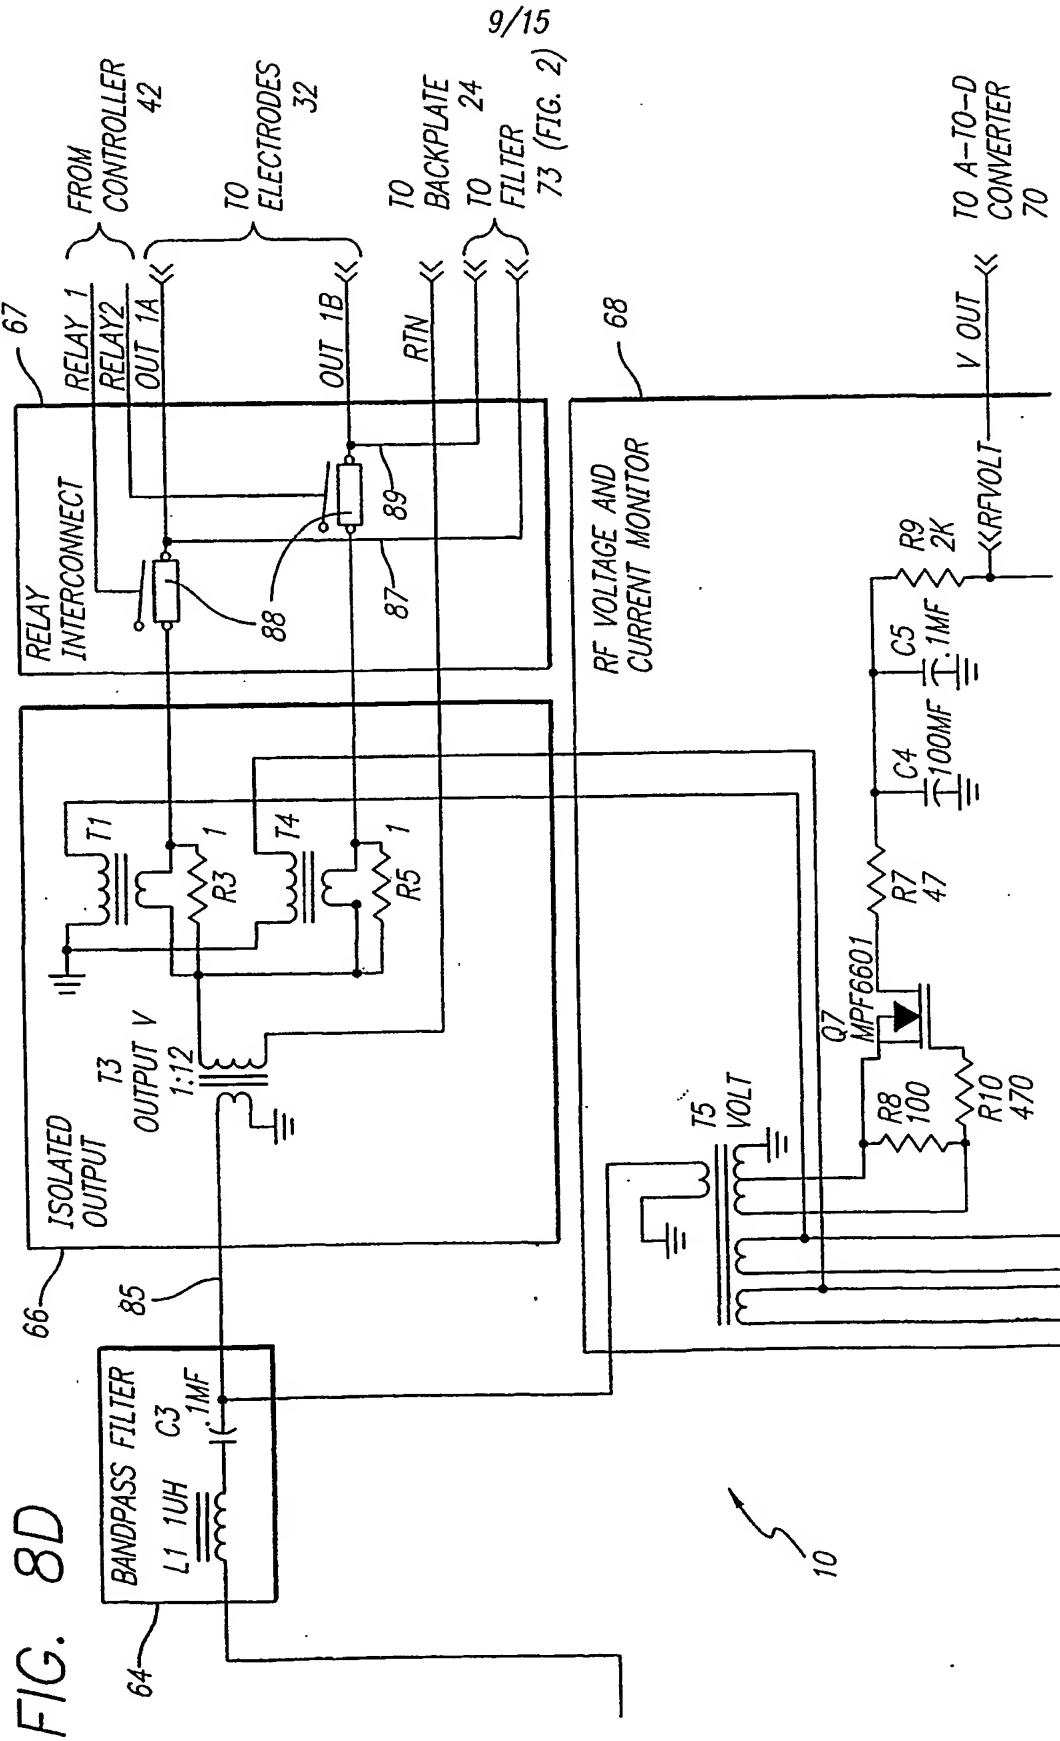 9/15
FIG. 8D
64
BANDPASS FILTER
L1 1UH
C3
.1MF
85
66
ISOLATED
OUTPUT
T3
OUTPUT V
1:12
T1
R3
1
T4
R5
1
67
RELAY
INTERCONNECT
88
87
89
RELAY 1
RELAY2
OUT 1A
OUT 1B
RTN
FROM
CONTROLLER
42
TO
ELECTRODES
32
TO
BACKPLATE
24
TO
FILTER
73 (FIG. 2)
68
RF VOLTAGE AND
CURRENT MONITOR
T5
VOLT
Q7
MPF6601
R8
100
R10
470
R7
47
C4
100MF
C5
.1MF
R9
2K
<<RFVOLT
V OUT
TO A-TO-D
CONVERTER
70
10